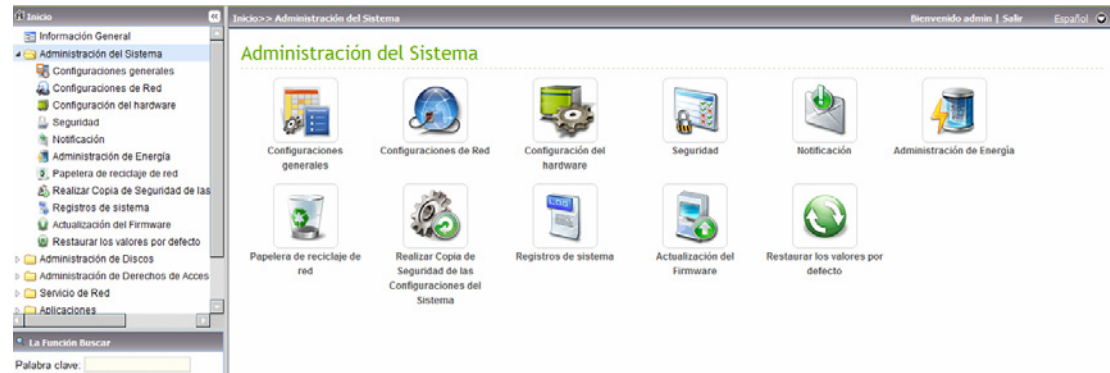 Inicio
Inicio>> Administración del Sistema
Bienvenido admin | Salir
Español
Información General
Administración del Sistema
Configuraciones generales
Configuraciones de Red
Configuración del hardware
Seguridad
Notificación
Administración de Energía
Papelera de reciclaje de red
Realizar Copia de Seguridad de las
Registros de sistema
Actualización del Firmware
Restaurar los valores por defecto
Administración de Discos
Administración de Derechos de Acces
Servicio de Red
Aplicaciones
La Función Buscar
Palabra clave:
Administración del Sistema
Configuraciones
generales
Configuraciones de Red
Configuración del
hardware
Seguridad
Notificación
Administración de Energía
Papelera de reciclaje de
red
Realizar Copia de
Seguridad de las
Configuraciones del
Sistema
LOG
Registros de sistema
Actualización del
Firmware
Restaurar los valores por
defecto